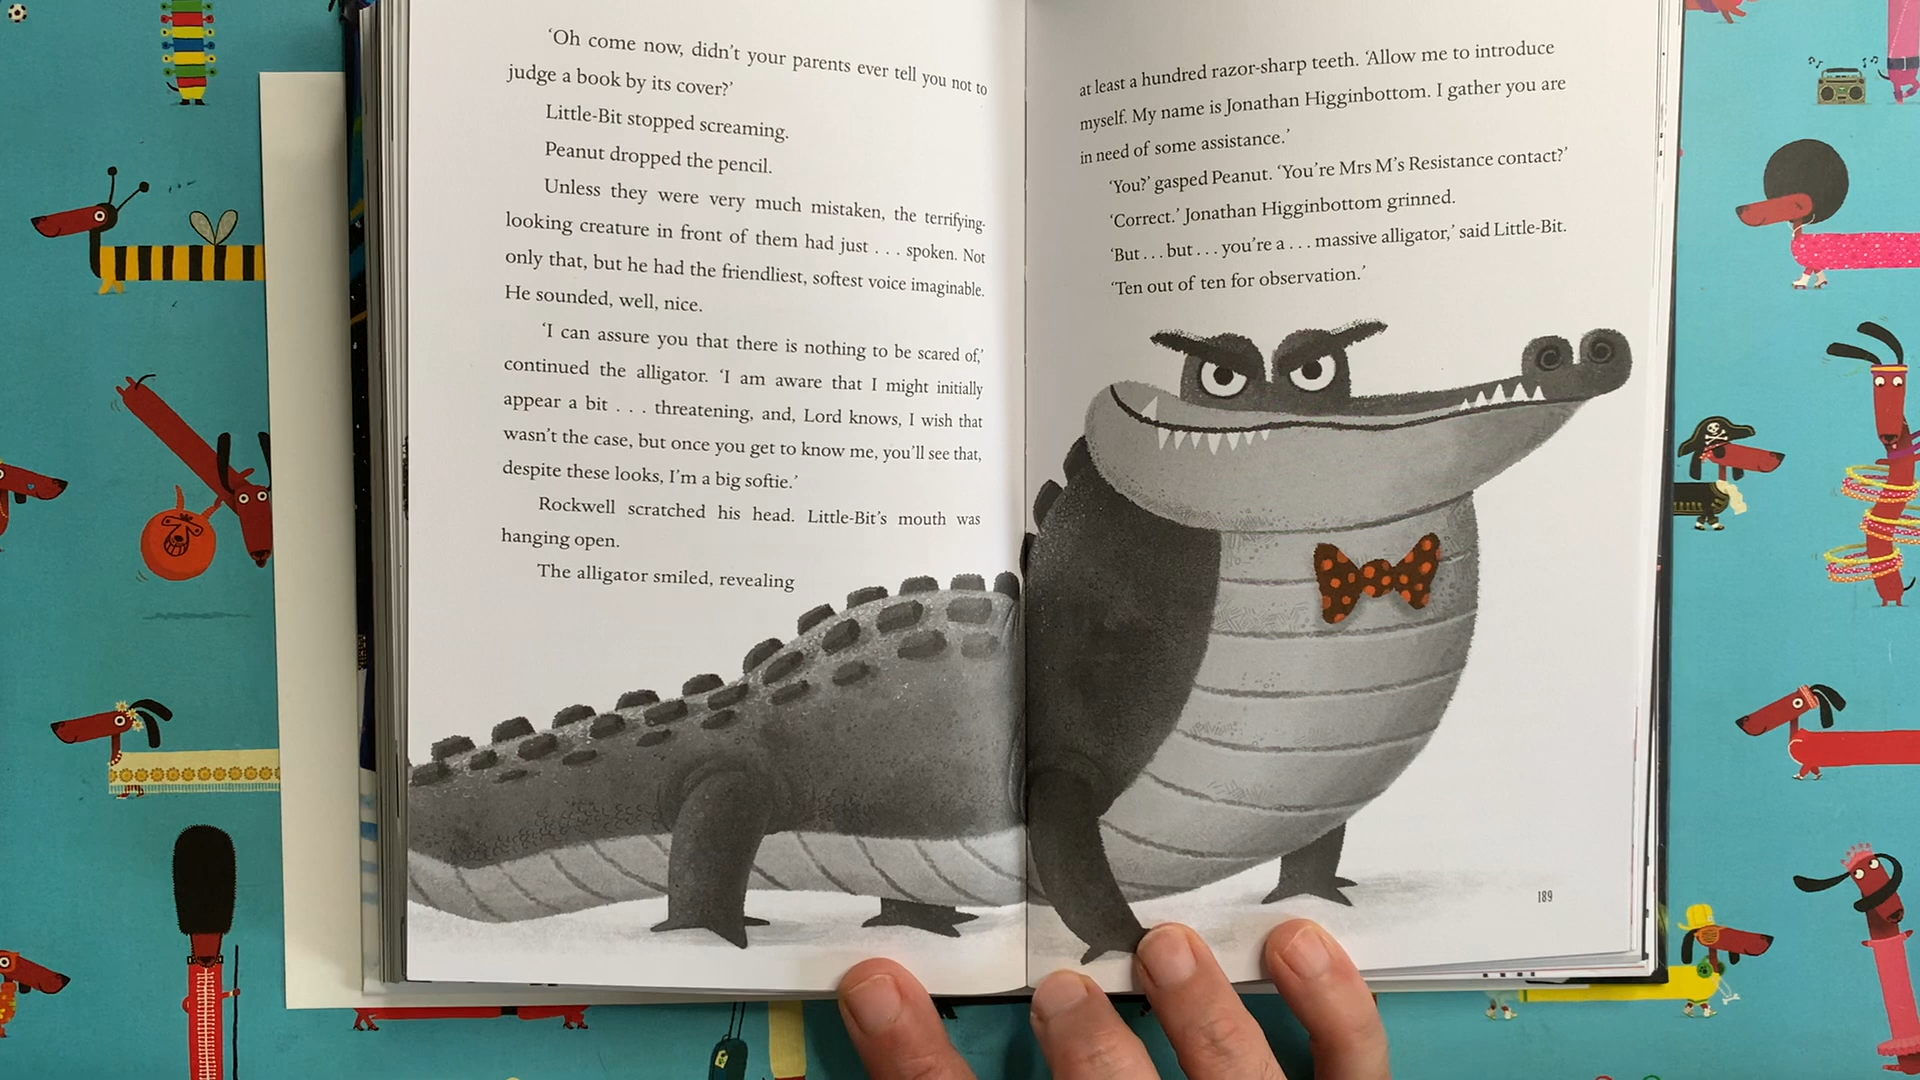 ‘Oh come now, didn’t your parents ever tell you not to
judge a book by its cover?’
Little-Bit stopped screaming.
Peanut dropped the pencil.
Unless they were very much mistaken, the terrifying-
looking creature in front of them had just . . . spoken. Not
only that, but he had the friendliest, softest voice imaginable.
He sounded, well, nice.
‘I can assure you that there is nothing to be scared of,’
continued the alligator. ‘I am aware that I might initially
appear a bit . . . threatening, and, Lord knows, I wish that
wasn’t the case, but once you get to know me, you’ll see that,
despite these looks, I’m a big softie.’
Rockwell scratched his head. Little-Bit’s mouth was
hanging open.
The alligator smiled, revealing
at least a hundred razor-sharp teeth. ‘Allow me to introduce
myself. My name is Jonathan Higginbottom. I gather you are
in need of some assistance.’
‘You?’ gasped Peanut. ‘You’re Mrs M’s Resistance contact?’
‘Correct.’ Jonathan Higginbottom grinned.
‘But . . . but . . . you’re a . . . massive alligator,’ said Little-Bit.
‘Ten out of ten for observation.’
189